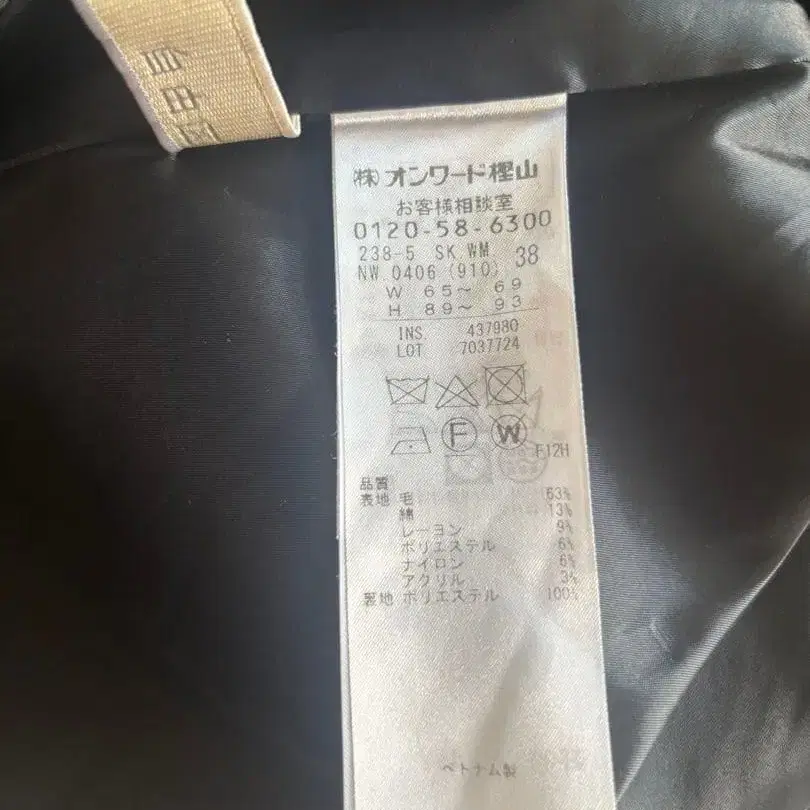 自由区
㈱オンワード樫山
お客様相談室
0120-58-6300
238-5 SK.WM 38
NW.0406 (910)
W 65～ 69
H 89～ 93
INS. 437980
LOT 7037724
F W F12H
品質
表地 毛 63%
綿 13%
レーヨン 9%
ポリエステル 6%
ナイロン 6%
アクリル 3%
裏地 ポリエステル 100%
ベトナム製